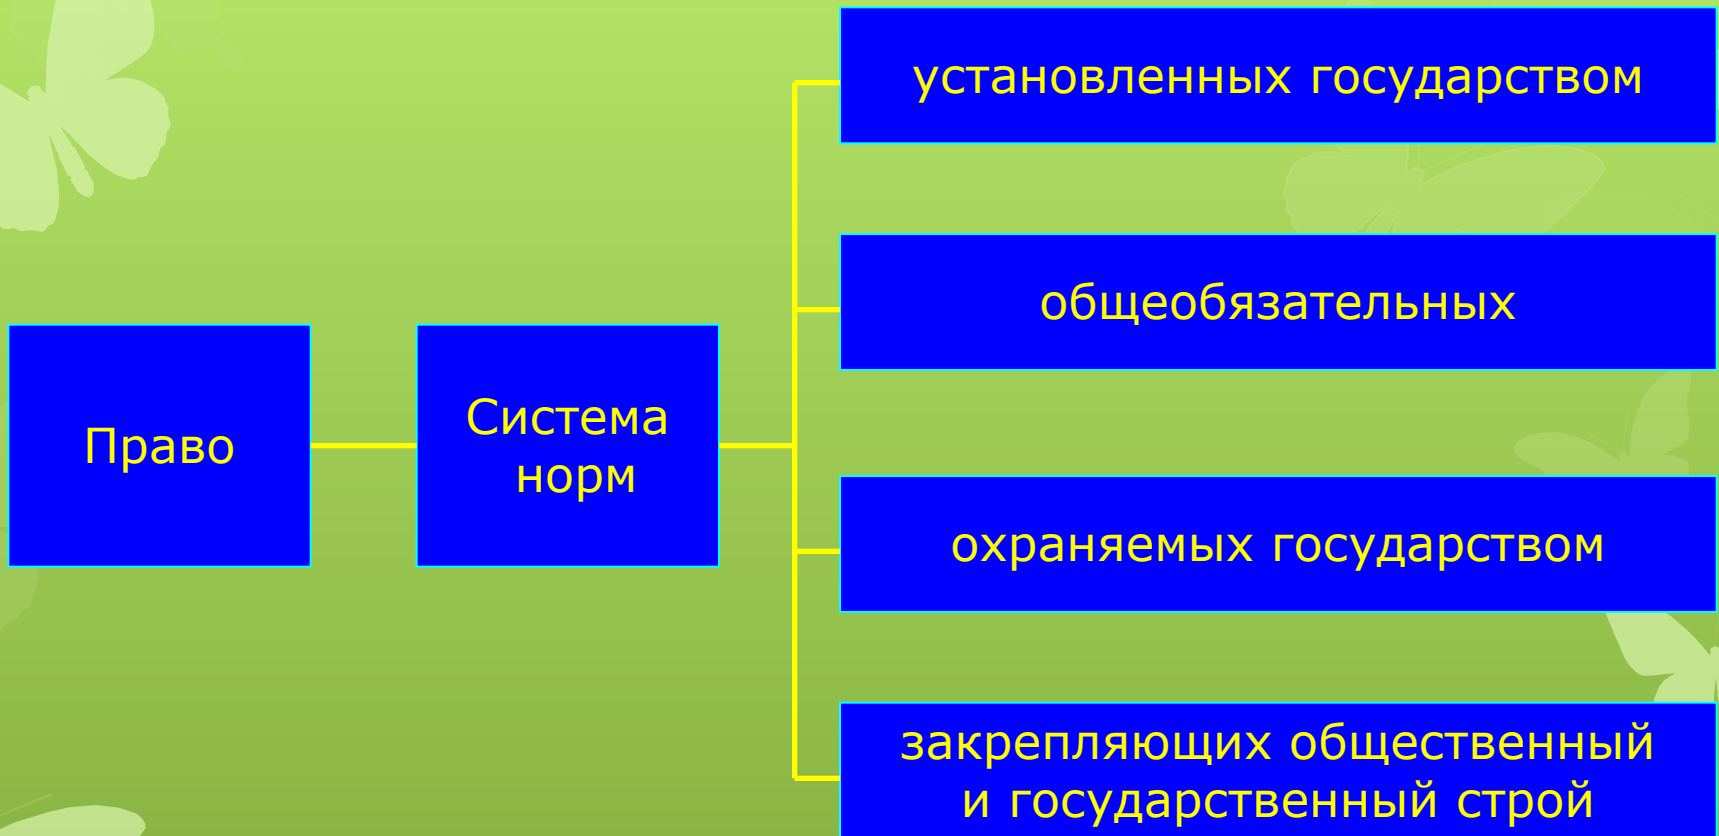 Право
Система
норм
установленных государством
общеобязательных
охраняемых государством
закрепляющих общественный
и государственный строй